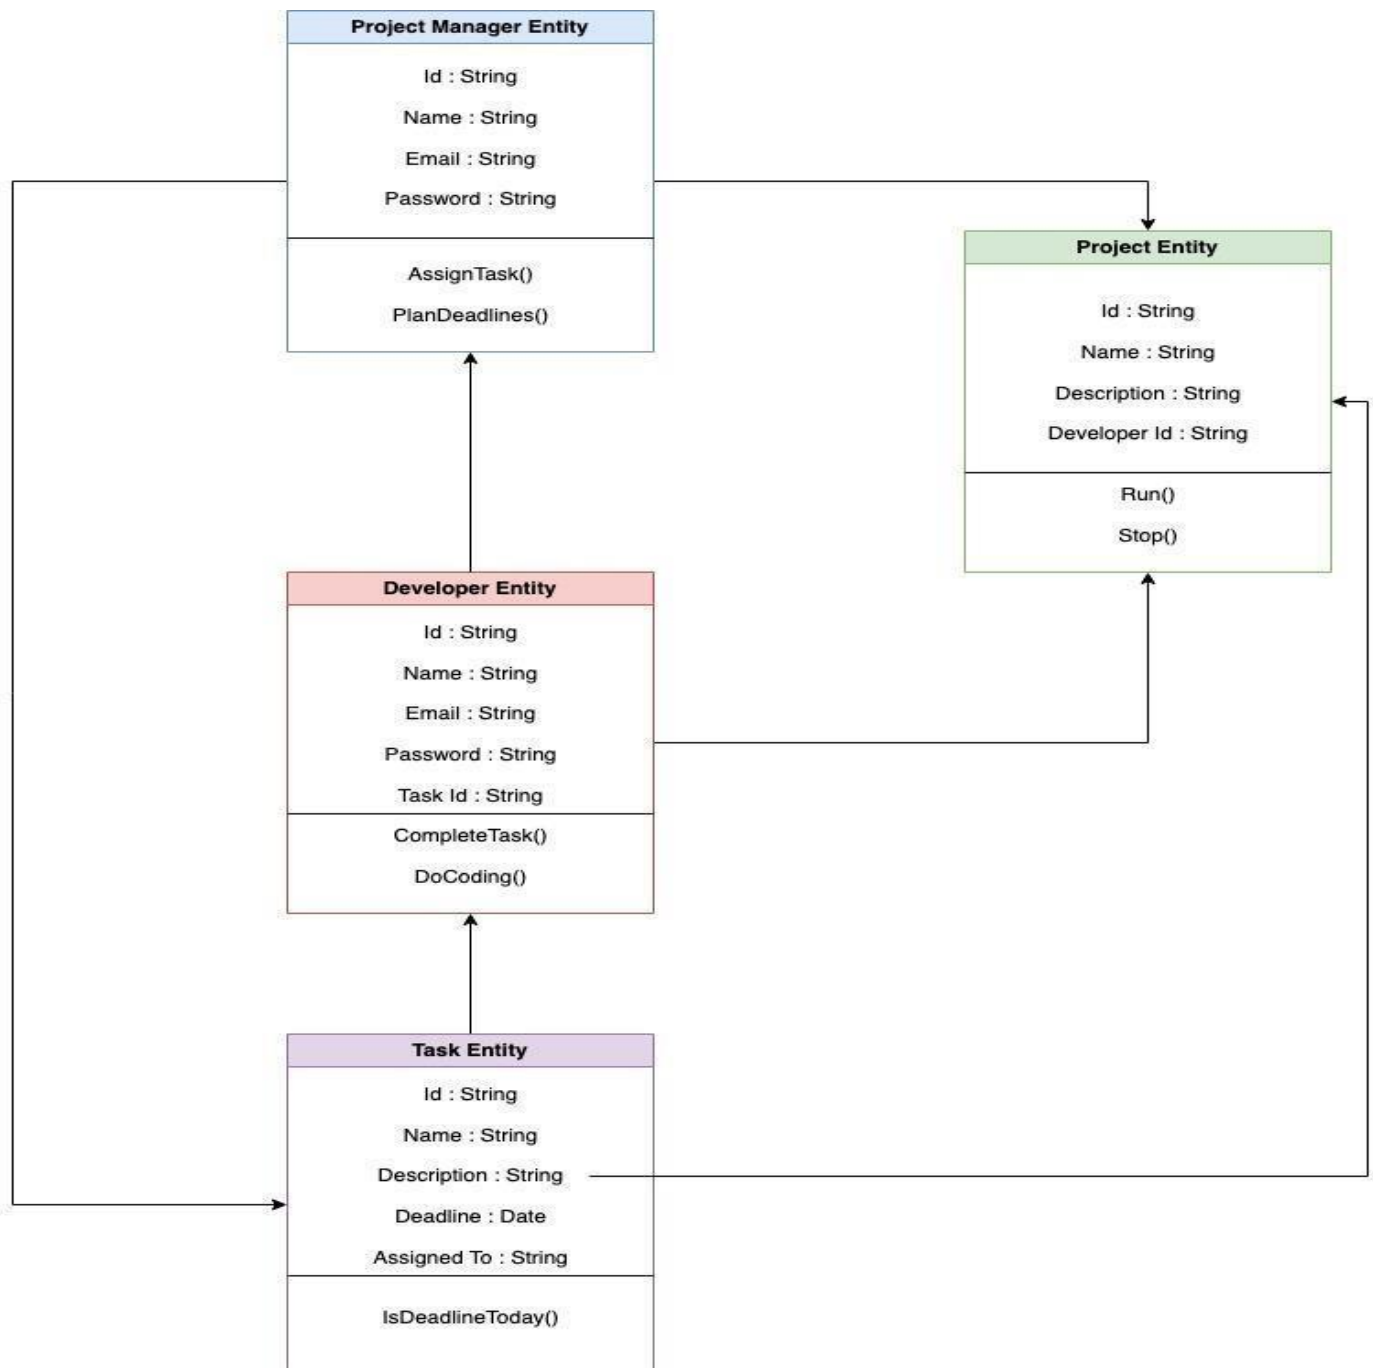 Project Manager Entity
Id : String
Name : String
Email : String
Password : String
AssignTask()
PlanDeadlines()
Project Entity
Id : String
Name : String
Description : String
Developer Id : String
Run()
Stop()
Developer Entity
Id : String
Name : String
Email : String
Password : String
Task Id : String
CompleteTask()
DoCoding()
Task Entity
Id : String
Name : String
Description : String
Deadline : Date
Assigned To : String
IsDeadlineToday()